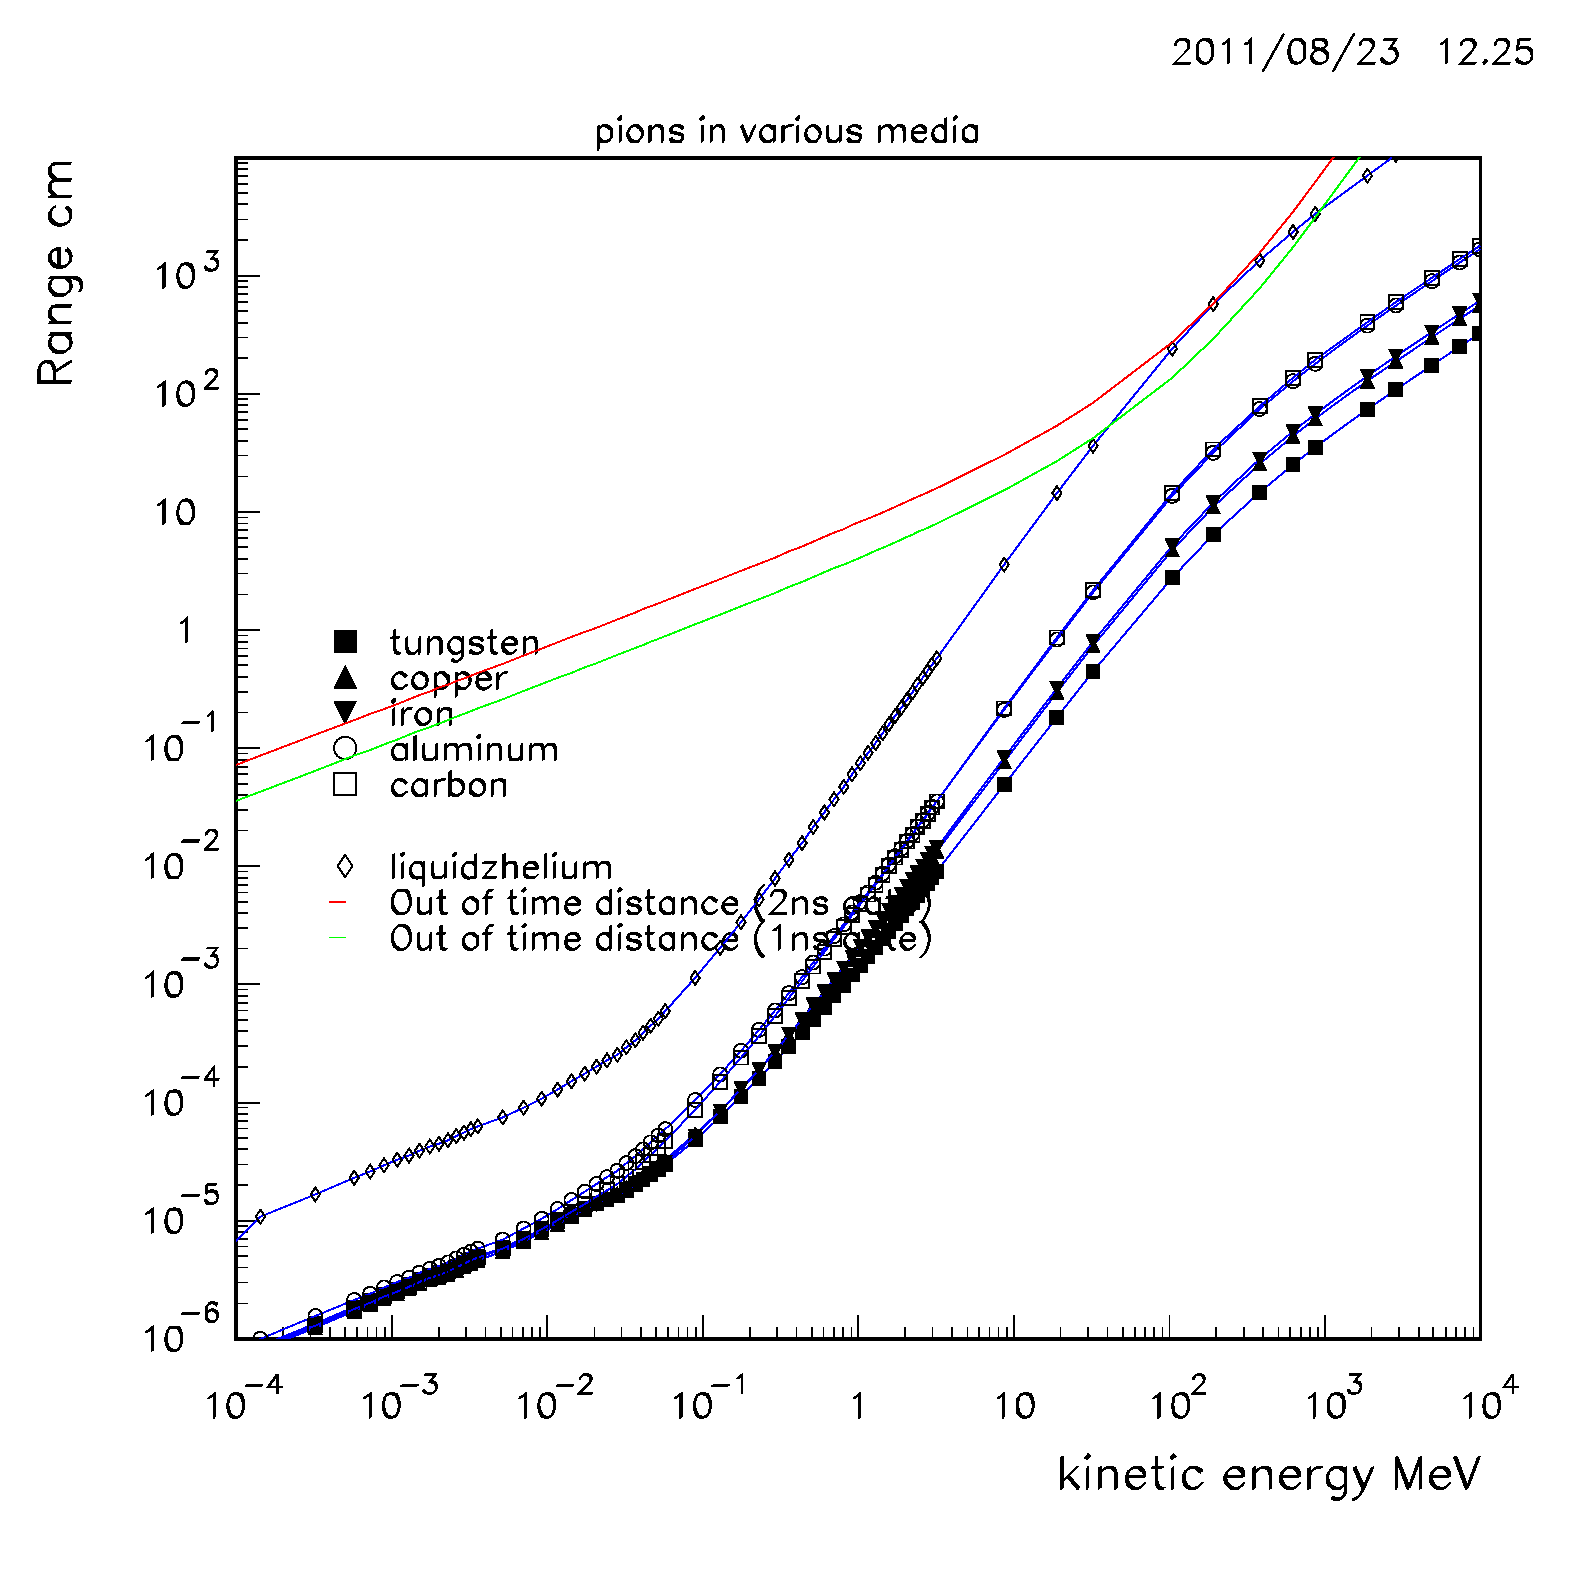 2011/08/23 12.25
pions in various media
Range cm
10^3
10^2
10
1
10^-1
10^-2
10^-3
10^-4
10^-5
10^-6
tungsten
copper
iron
aluminum
carbon
liquidzhelium
Out of time distance (2ns gate)
Out of time distance (1ns gate)
10^-4 10^-3 10^-2 10^-1 1 10 10^2 10^3 10^4
kinetic energy MeV